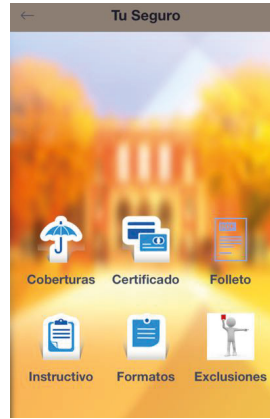 Tu Seguro
Coberturas Certificado Folleto
Instructivo Formatos Exclusiones